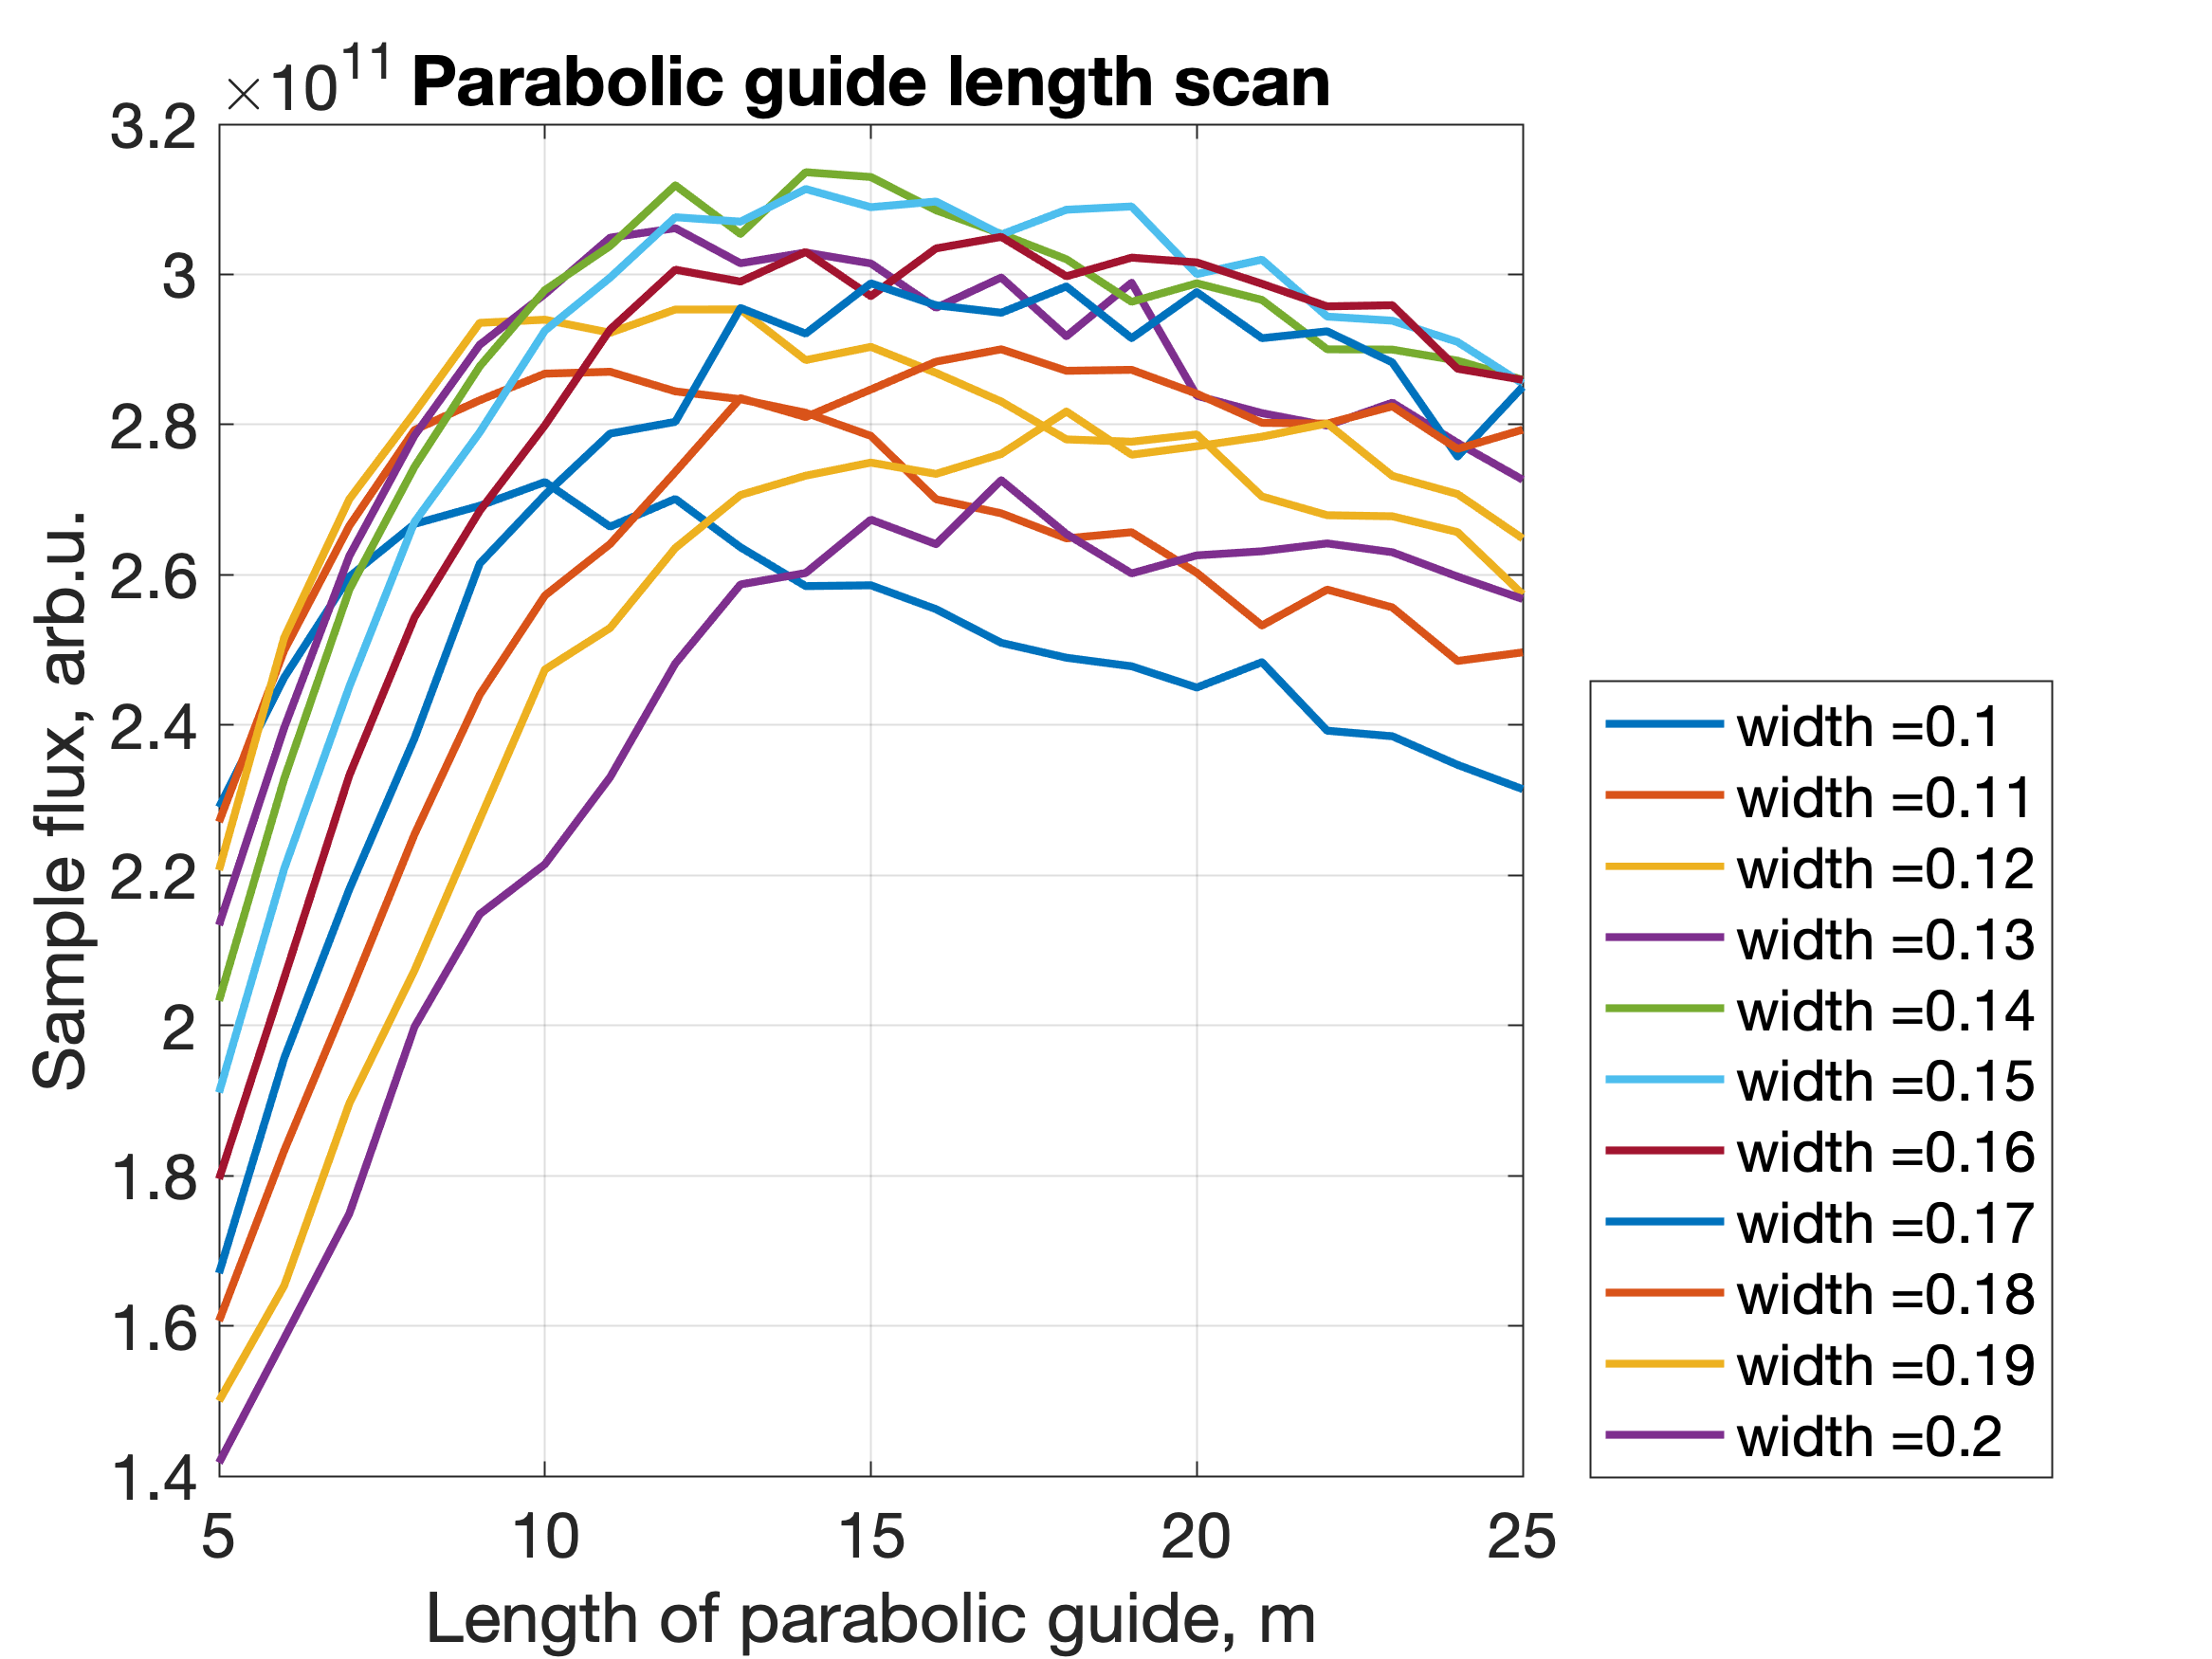 ×10^11 Parabolic guide length scan
3.2
3
2.8
2.6
2.4
2.2
2
1.8
1.6
1.4
Sample flux, arb.u.
5 10 15 20 25
Length of parabolic guide, m
width =0.1
width =0.11
width =0.12
width =0.13
width =0.14
width =0.15
width =0.16
width =0.17
width =0.18
width =0.19
width =0.2